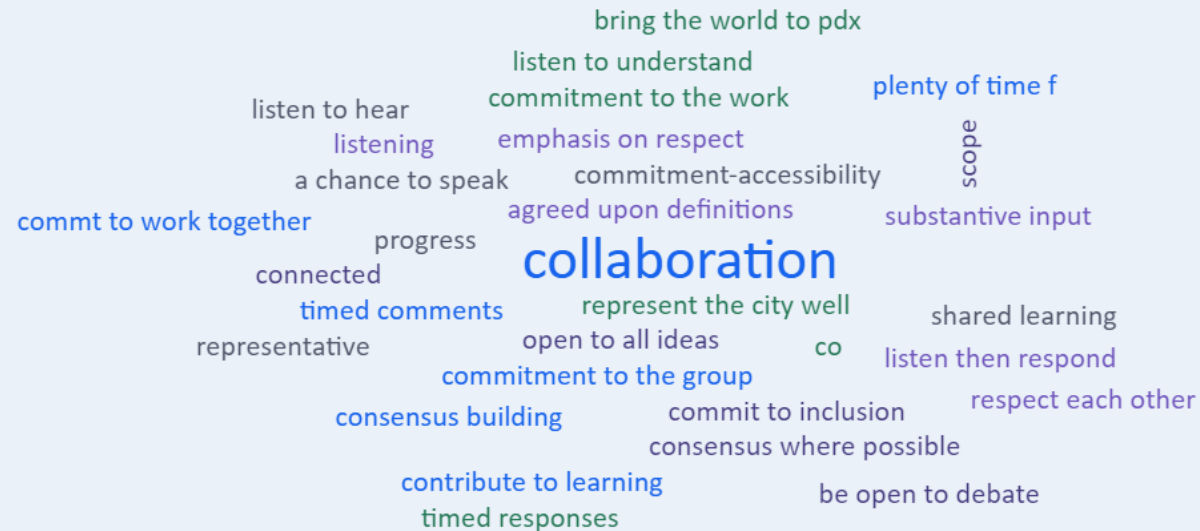 bring the world to pdx
listen to understand
plenty of time f
commitment to the work
listen to hear
listening
emphasis on respect
scope
a chance to speak
commitment-accessibility
commt to work together
agreed upon definitions
substantive input
progress
collaboration
connected
timed comments
represent the city well
shared learning
representative
open to all ideas
co
listen then respond
commitment to the group
respect each other
consensus building
commit to inclusion
consensus where possible
contribute to learning
be open to debate
timed responses